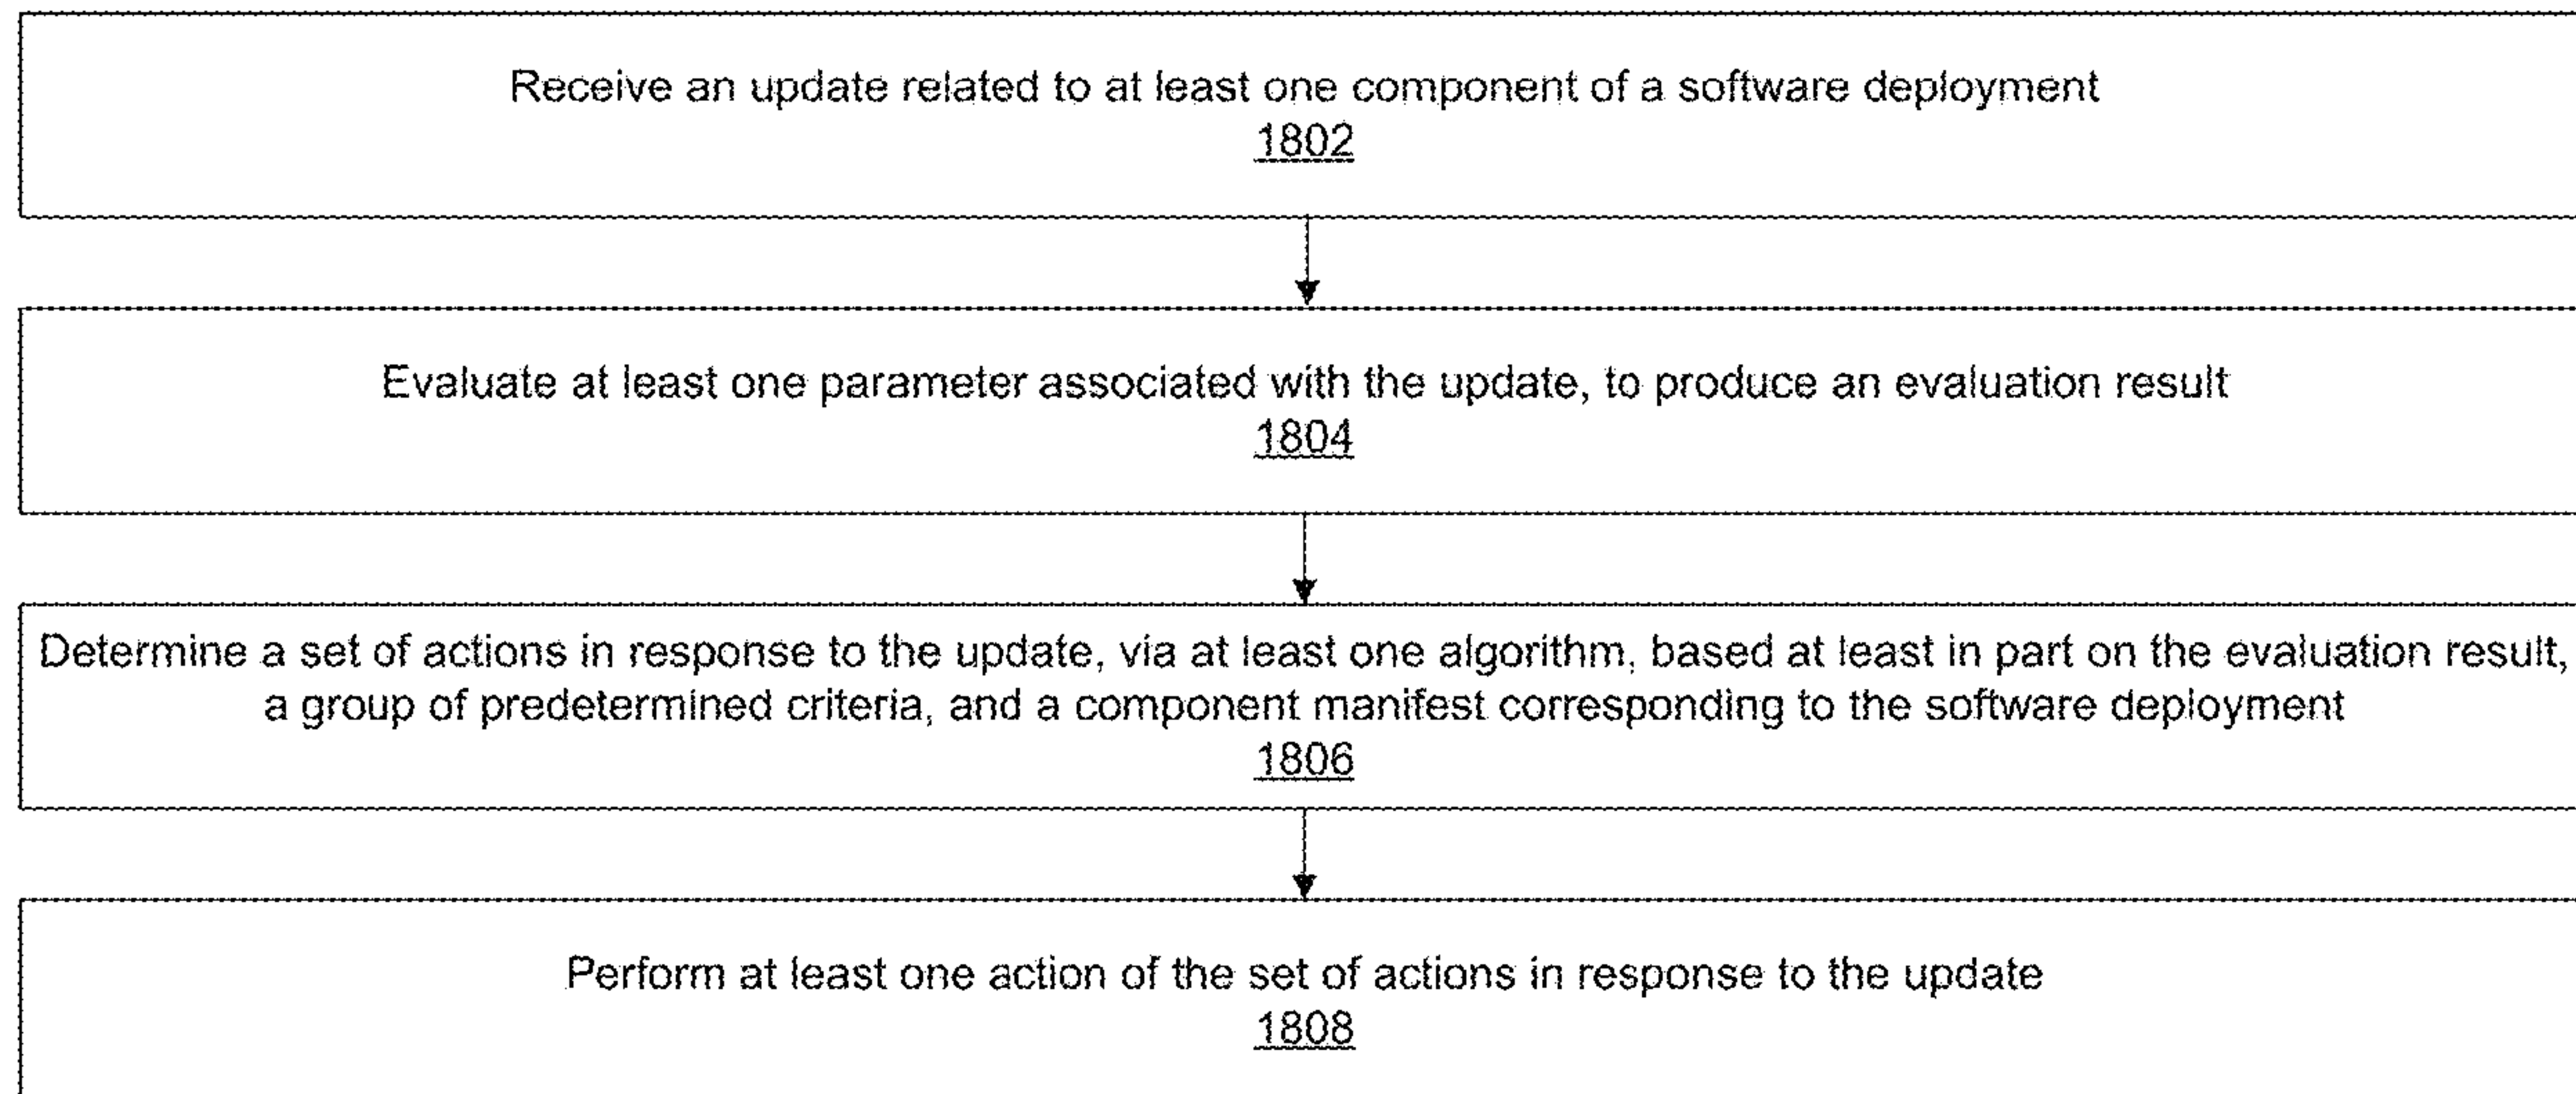 Receive an update related to at least one component of a software deployment
1802
Evaluate at least one parameter associated with the update, to produce an evaluation result
1804
Determine a set of actions in response to the update, via at least one algorithm, based at least in part on the evaluation result,
a group of predetermined criteria, and a component manifest corresponding to the software deployment
1806
Perform at least one action of the set of actions in response to the update
1808